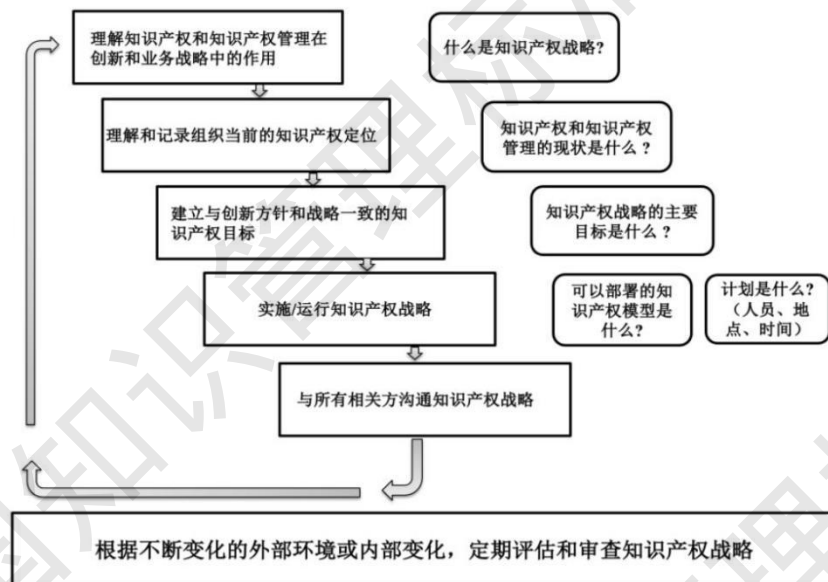 理解知识产权和知识产权管理在
创新和业务战略中的作用
什么是知识产权战略?
理解和记录组织当前的知识产权定位
知识产权和知识产权
管理的现状是什么?
建立与创新方针和战略一致的知
识产权目标
知识产权战略的主要
目标是什么?
实施/运行知识产权战略
可以部署的知
识产权模型是
什么?
计划是什么?
(人员、地
点、时间)
与所有相关方沟通知识产权战略
根据不断变化的外部环境或内部变化,定期评估和审查知识产权战略